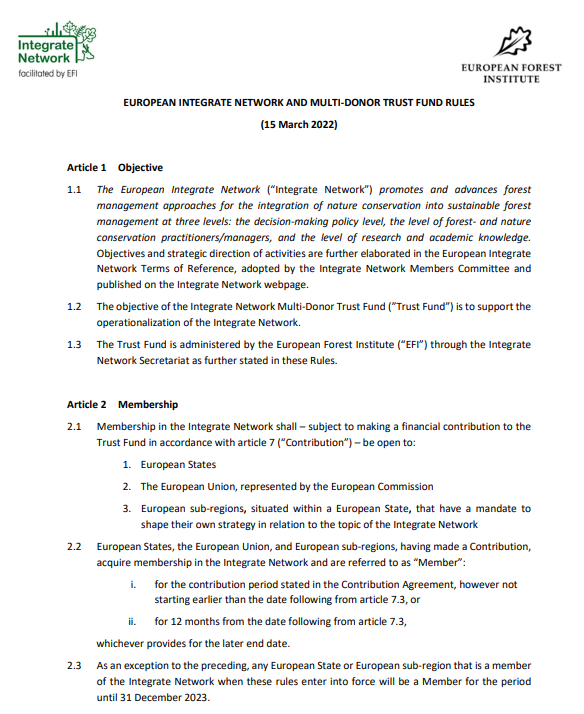 Integrate
Network
facilitated by EFI
EUROPEAN FOREST
INSTITUTE
EUROPEAN INTEGRATE NETWORK AND MULTI-DONOR TRUST FUND RULES
(15 March 2022)
Article 1 Objective
1.1 The European Integrate Network (“Integrate Network”) promotes and advances forest
management approaches for the integration of nature conservation into sustainable forest
management at three levels: the decision-making policy level, the level of forest- and nature
conservation practitioners/managers, and the level of research and academic knowledge.
Objectives and strategic direction of activities are further elaborated in the European Integrate
Network Terms of Reference, adopted by the Integrate Network Members Committee and
published on the Integrate Network webpage.
1.2 The objective of the Integrate Network Multi-Donor Trust Fund (”Trust Fund”) is to support the
operationalization of the Integrate Network.
1.3 The Trust Fund is administered by the European Forest Institute (“EFI”) through the Integrate
Network Secretariat as further stated in these Rules.
Article 2 Membership
2.1 Membership in the Integrate Network shall – subject to making a financial contribution to the
Trust Fund in accordance with article 7 (“Contribution”) – be open to:
1. European States
2. The European Union, represented by the European Commission
3. European sub-regions, situated within a European State, that have a mandate to
shape their own strategy in relation to the topic of the Integrate Network
2.2 European States, the European Union, and European sub-regions, having made a Contribution,
acquire membership in the Integrate Network and are referred to as “Member”:
i. for the contribution period stated in the Contribution Agreement, however not
starting earlier than the date following from article 7.3, or
ii. for 12 months from the date following from article 7.3,
whichever provides for the later end date.
2.3 As an exception to the preceding, any European State or European sub-region that is a member
of the Integrate Network when these rules enter into force will be a Member for the period
until 31 December 2023.